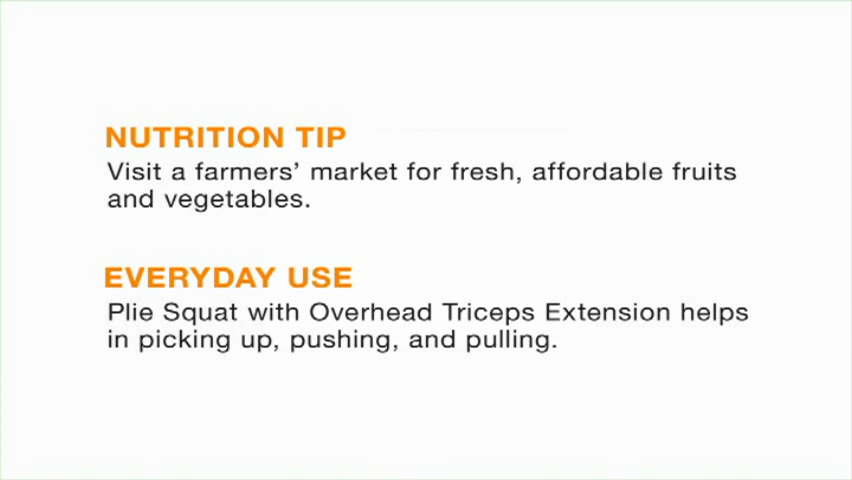 NUTRITION TIP
Visit a farmers’ market for fresh, affordable fruits
and vegetables.
EVERYDAY USE
Plie Squat with Overhead Triceps Extension helps
in picking up, pushing, and pulling.